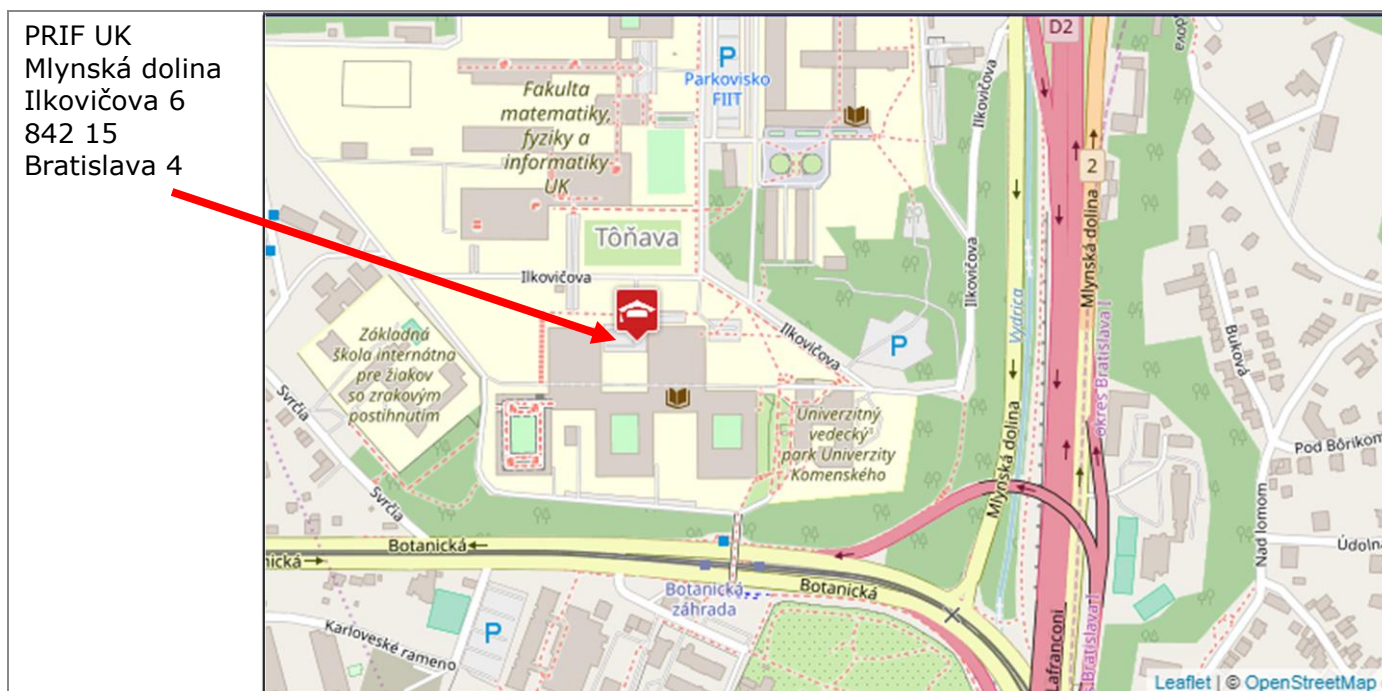 PRIF UK
Mlynská dolina
Ilkovičova 6
842 15
Bratislava 4
D2
P
Parkovisko
FIIT
Fakulta
matematiky,
fyziky a
informatiky
UK
Ilkovičova
2
Mlynská dolina
Tôňava
Ilkovičova
Vydrica
okres Bratislava I
Buková
Základná
škola internátna
pre žiakov
so zrakovým
postihnutím
Ilkovičova
P
Svrčia
Univerzitný
vedecký
park Univerzity
Komenského
Mlynská dolina
Pod Bôrikom
Svrčia
Nad lomom
Botanická
nická
Údolná
Botanická
Botanická
záhrada
Karloveské rameno
P
Lafranconi
s Bratislava I
Leaflet | © OpenStreetMap